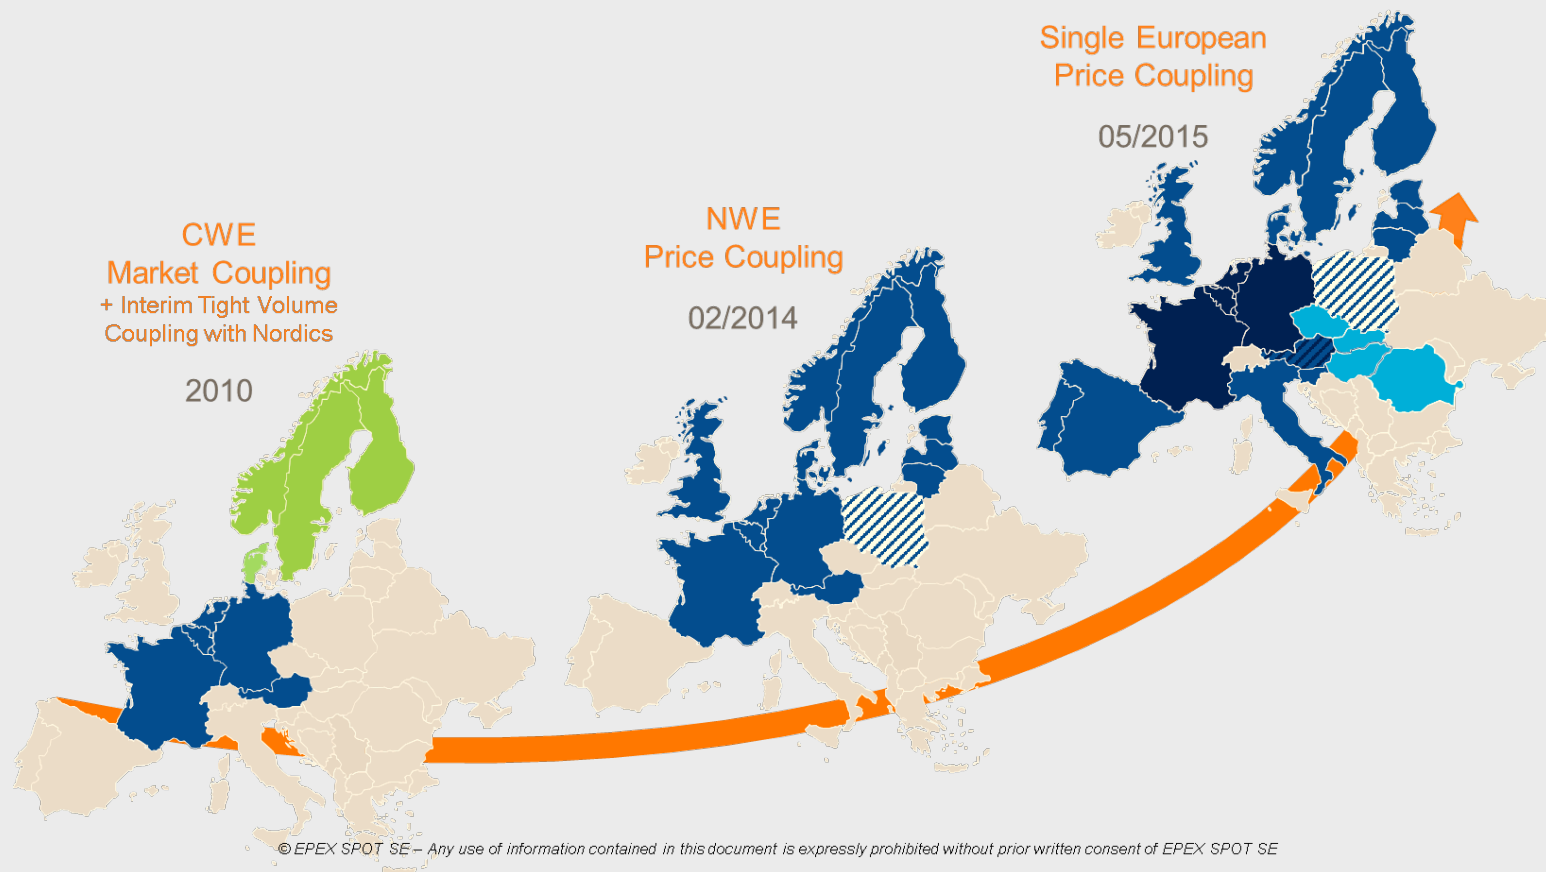 Single European
Price Coupling
05/2015
NWE
Price Coupling
02/2014
CWE
Market Coupling
+ Interim Tight Volume
Coupling with Nordics
2010
© EPEX SPOT SE – Any use of information contained in this document is expressly prohibited without prior written consent of EPEX SPOT SE